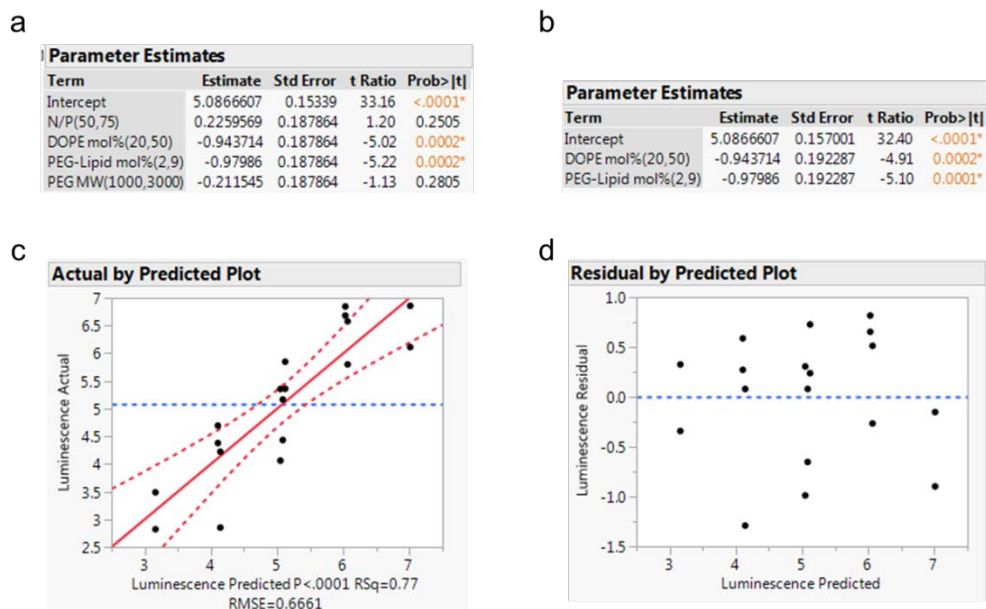 a
Parameter Estimates
Term Estimate Std Error t Ratio Prob>|t|
Intercept 5.0866607 0.15339 33.16 <.0001*
N/P(50,75) 0.2259569 0.187864 1.20 0.2505
DOPE mol%(20,50) -0.943714 0.187864 -5.02 0.0002*
PEG-Lipid mol%(2,9) -0.97986 0.187864 -5.22 0.0002*
PEG MW(1000,3000) -0.211545 0.187864 -1.13 0.2805
b
Parameter Estimates
Term Estimate Std Error t Ratio Prob>|t|
Intercept 5.0866607 0.157001 32.40 <.0001*
DOPE mol%(20,50) -0.943714 0.192287 -4.91 0.0002*
PEG-Lipid mol%(2,9) -0.97986 0.192287 -5.10 0.0001*
c
Actual by Predicted Plot
Luminescence Actual
7
6.5
6
5.5
5
4.5
4
3.5
3
2.5
3 4 5 6 7
Luminescence Predicted P<.0001 RSq=0.77
RMSE=0.6661
d
Residual by Predicted Plot
Luminescence Residual
1.0
0.5
0.0
-0.5
-1.0
-1.5
3 4 5 6 7
Luminescence Predicted